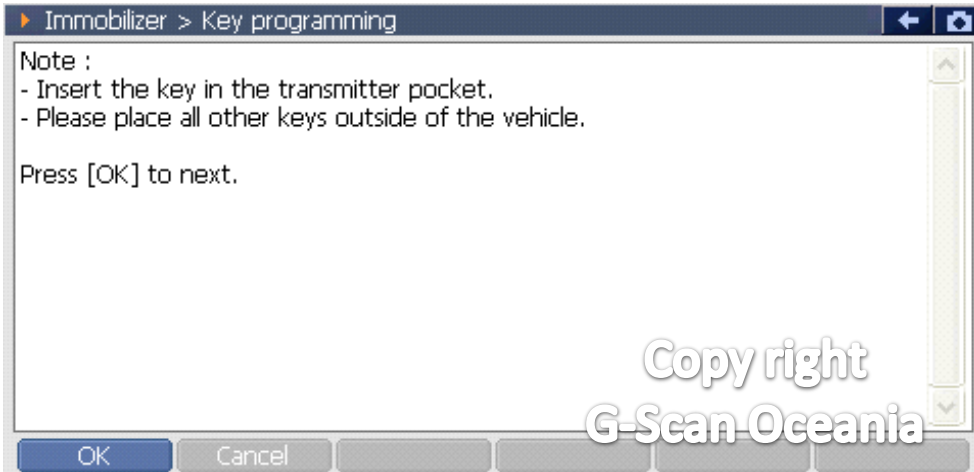 Immobilizer > Key programming
Note :
- Insert the key in the transmitter pocket.
- Please place all other keys outside of the vehicle.
Press [OK] to next.
Copy right
G-Scan Oceania
OK
Cancel